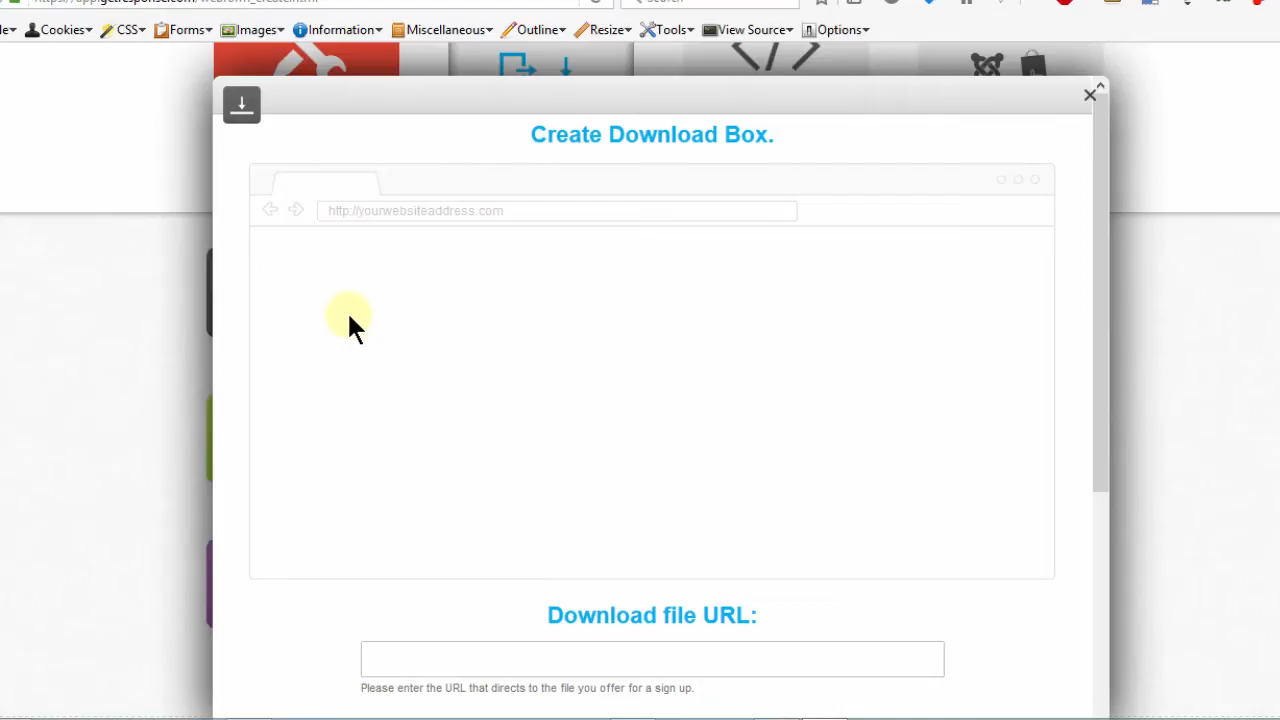 Cookies▾ CSS▾ Forms▾ Images▾ Information▾ Miscellaneous▾ Outline▾ Resize▾ Tools▾ View Source▾ Options▾
Create Download Box.
http://yourwebsiteaddress.com
Download file URL:
Please enter the URL that directs to the file you offer for a sign up.